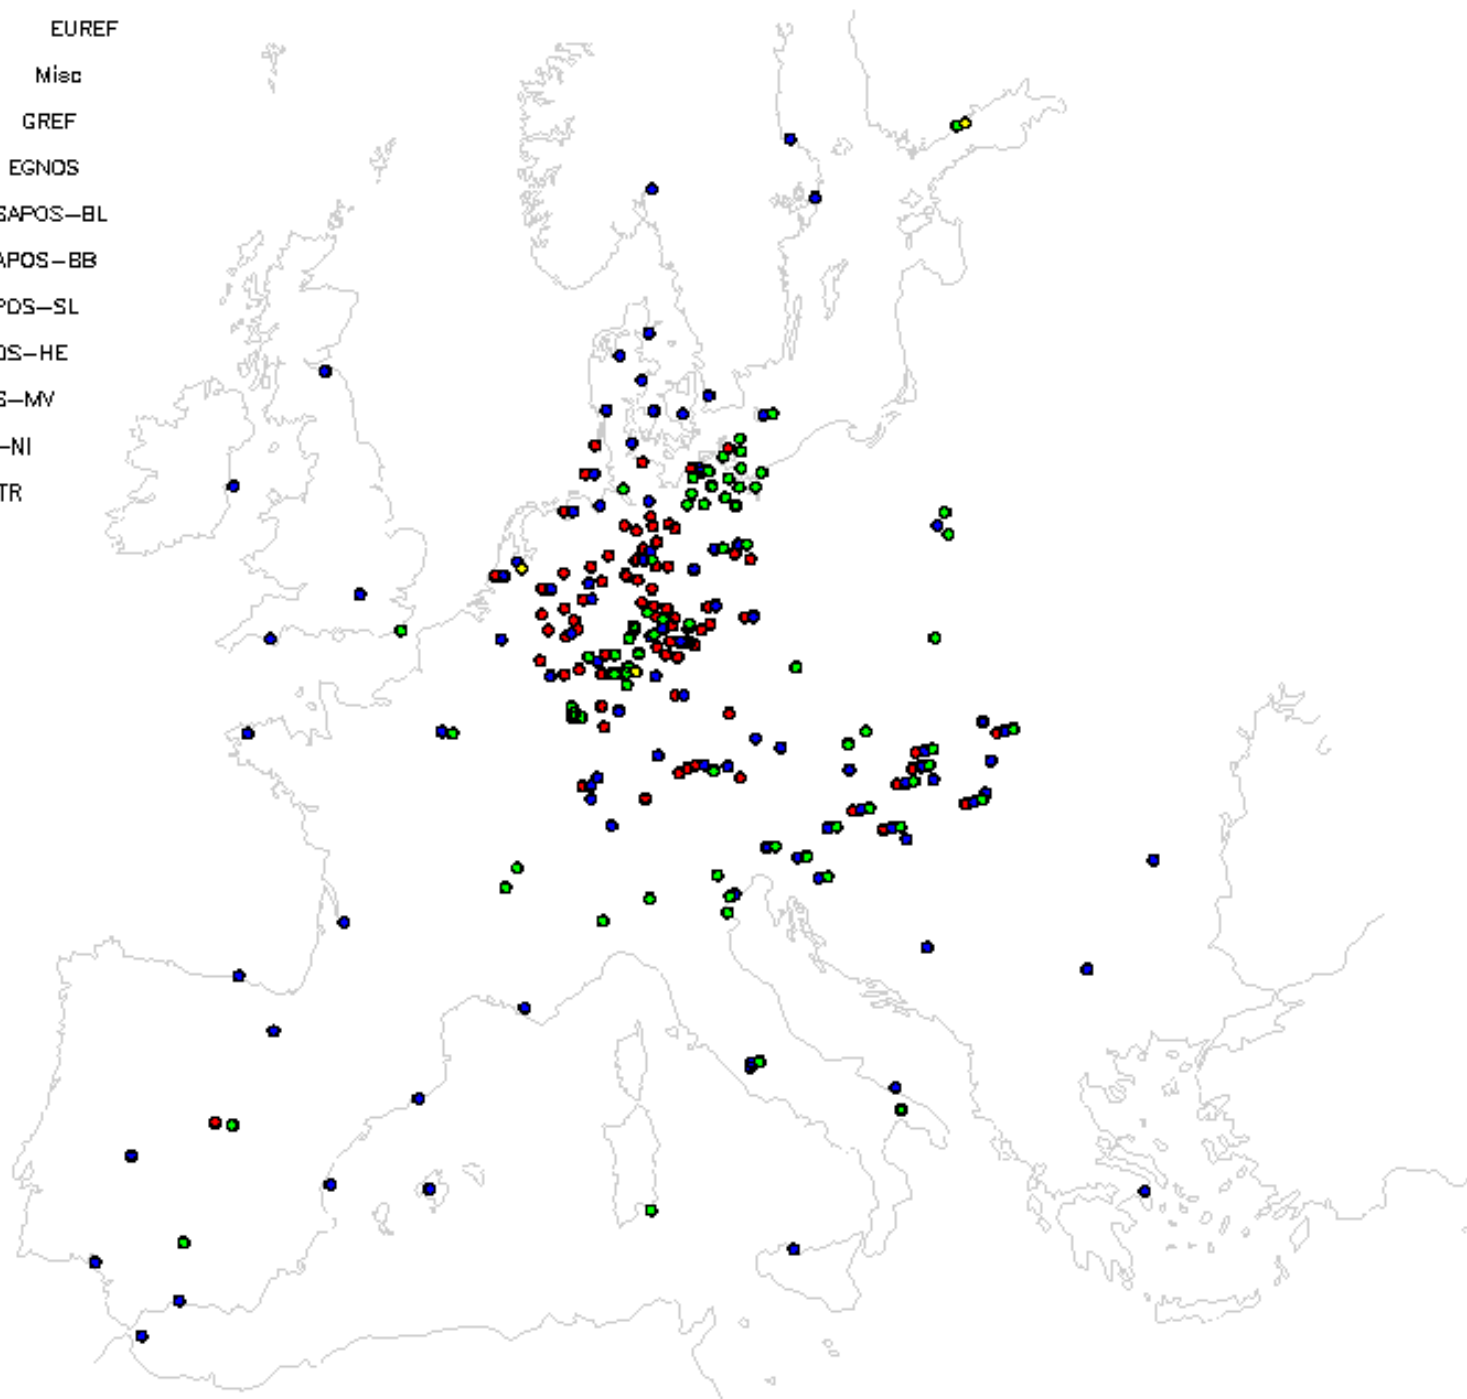 EUREF
Misc
GREF
EGNOS
SAPOS-BL
APOS-BB
POS-SL
OS-HE
S-MV
-NI
TR